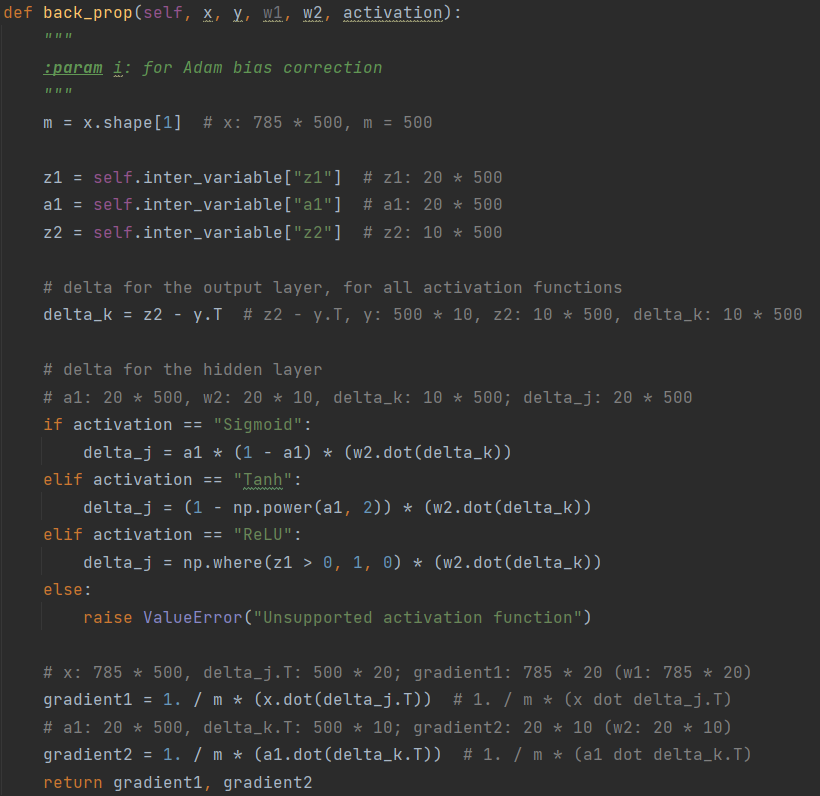 def back_prop(self, x, y, w1, w2, activation):
"""
:param i: for Adam bias correction
"""
m = x.shape[1]  # x: 785 * 500, m = 500
z1 = self.inter_variable["z1"]  # z1: 20 * 500
a1 = self.inter_variable["a1"]  # a1: 20 * 500
z2 = self.inter_variable["z2"]  # z2: 10 * 500
# delta for the output layer, for all activation functions
delta_k = z2 - y.T  # z2 - y.T, y: 500 * 10, z2: 10 * 500, delta_k: 10 * 500
# delta for the hidden layer
# a1: 20 * 500, w2: 20 * 10, delta_k: 10 * 500; delta_j: 20 * 500
if activation == "Sigmoid":
delta_j = a1 * (1 - a1) * (w2.dot(delta_k))
elif activation == "Tanh":
delta_j = (1 - np.power(a1, 2)) * (w2.dot(delta_k))
elif activation == "ReLU":
delta_j = np.where(z1 > 0, 1, 0) * (w2.dot(delta_k))
else:
raise ValueError("Unsupported activation function")
# x: 785 * 500, delta_j.T: 500 * 20; gradient1: 785 * 20 (w1: 785 * 20)
gradient1 = 1. / m * (x.dot(delta_j.T))  # 1. / m * (x dot delta_j.T)
# a1: 20 * 500, delta_k.T: 500 * 10; gradient2: 20 * 10 (w2: 20 * 10)
gradient2 = 1. / m * (a1.dot(delta_k.T))  # 1. / m * (a1 dot delta_k.T)
return gradient1, gradient2